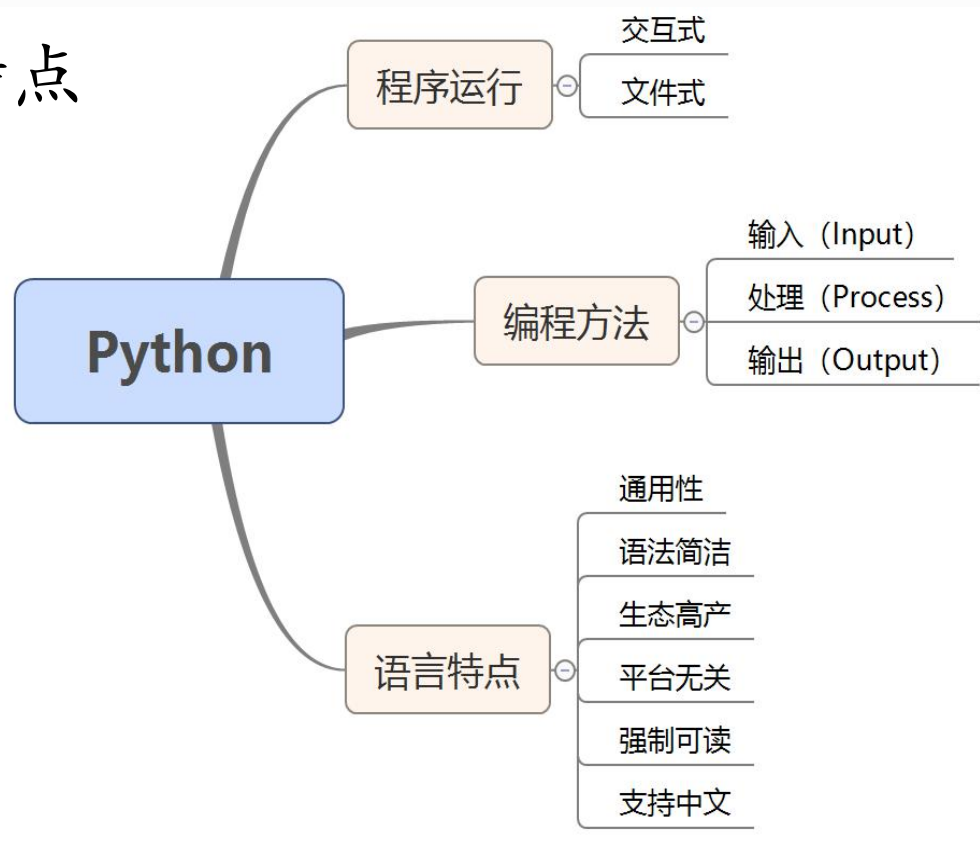 点
Python
程序运行
交互式
文件式
编程方法
输入（Input）
处理（Process）
输出（Output）
语言特点
通用性
语法简洁
生态高产
平台无关
强制可读
支持中文